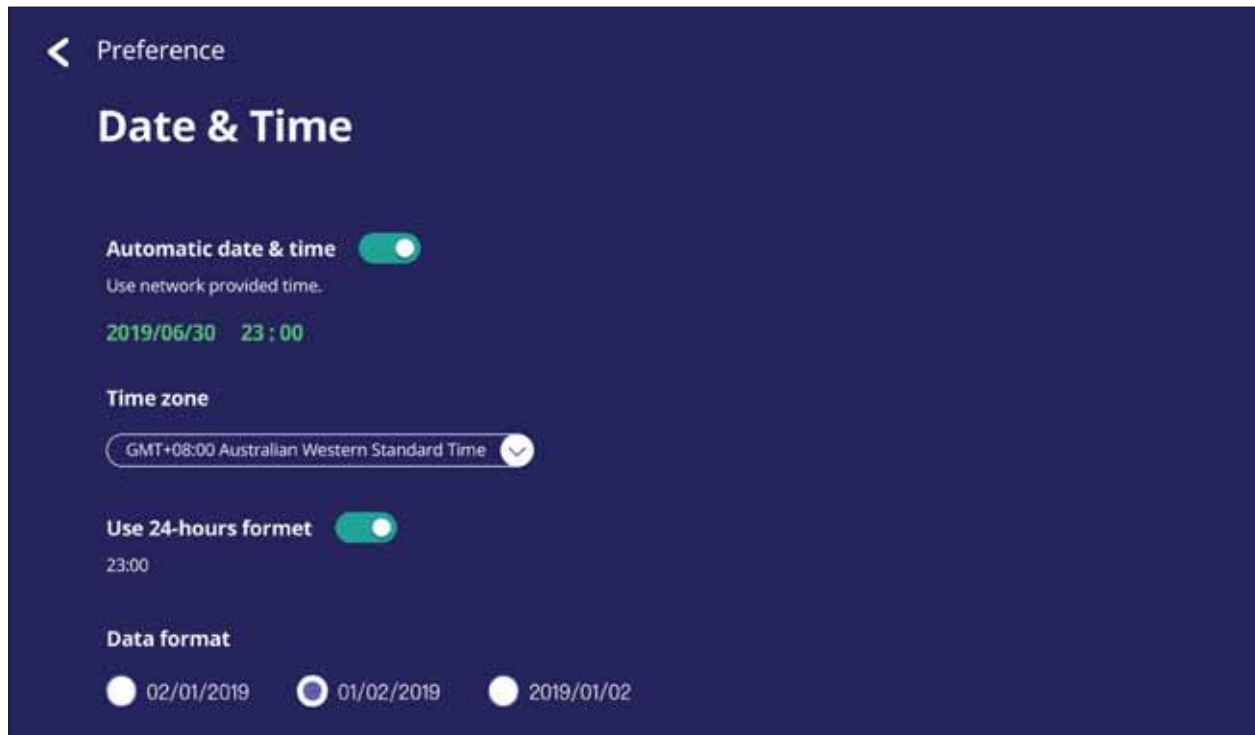 Preference
Date & Time
Automatic date & time
Use network provided time.
2019/06/30 23 : 00
Time zone
GMT+08:00 Australian Western Standard Time
Use 24-hours formet
23:00
Data format
02/01/2019 01/02/2019 2019/01/02